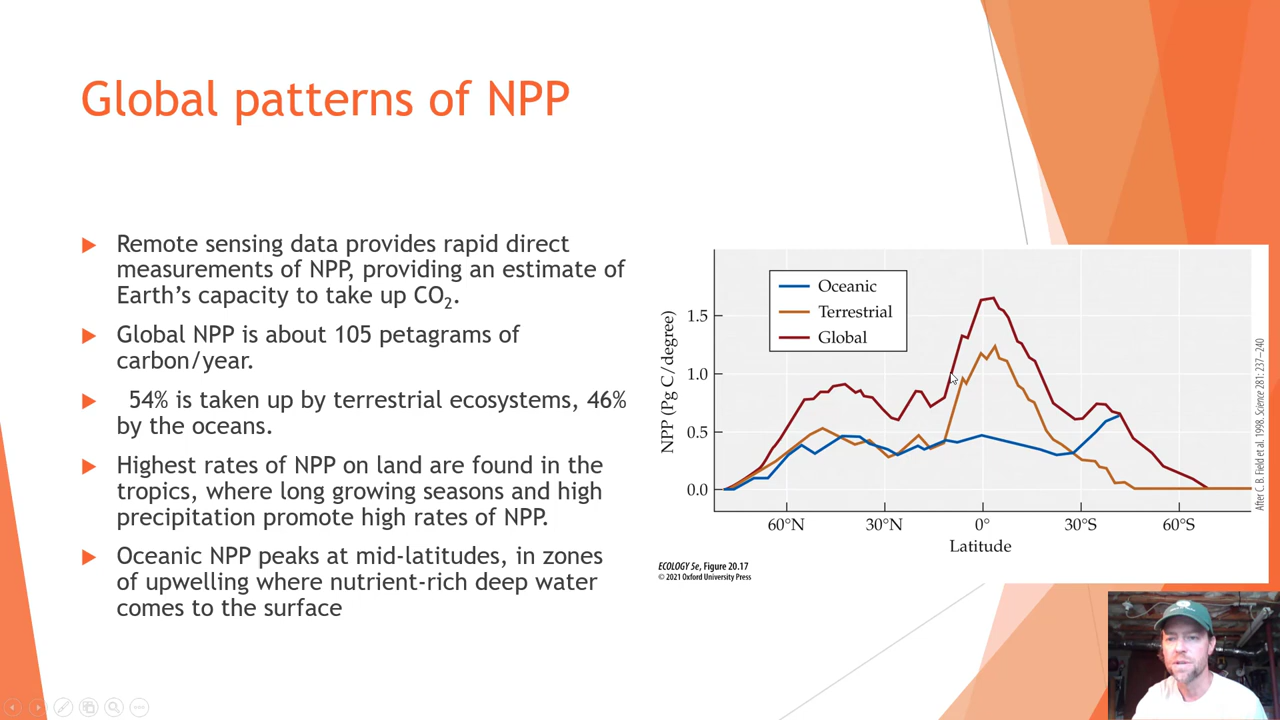 Global patterns of NPP
Remote sensing data provides rapid direct
measurements of NPP, providing an estimate of
Earth's capacity to take up CO₂.
Global NPP is about 105 petagrams of
carbon/year.
54% is taken up by terrestrial ecosystems, 46%
by the oceans.
Highest rates of NPP on land are found in the
tropics, where long growing seasons and high
precipitation promote high rates of NPP.
Oceanic NPP peaks at mid-latitudes, in zones
of upwelling where nutrient-rich deep water
comes to the surface
NPP (Pg C/degree)
1.5
1.0
0.5
0.0
Oceanic
Terrestrial
Global
60°N 30°N 0° 30°S 60°S
Latitude
After C. B. Field et al. 1998. Science 281: 237–240
ECOLOGY 5e, Figure 20.17
© 2021 Oxford University Press